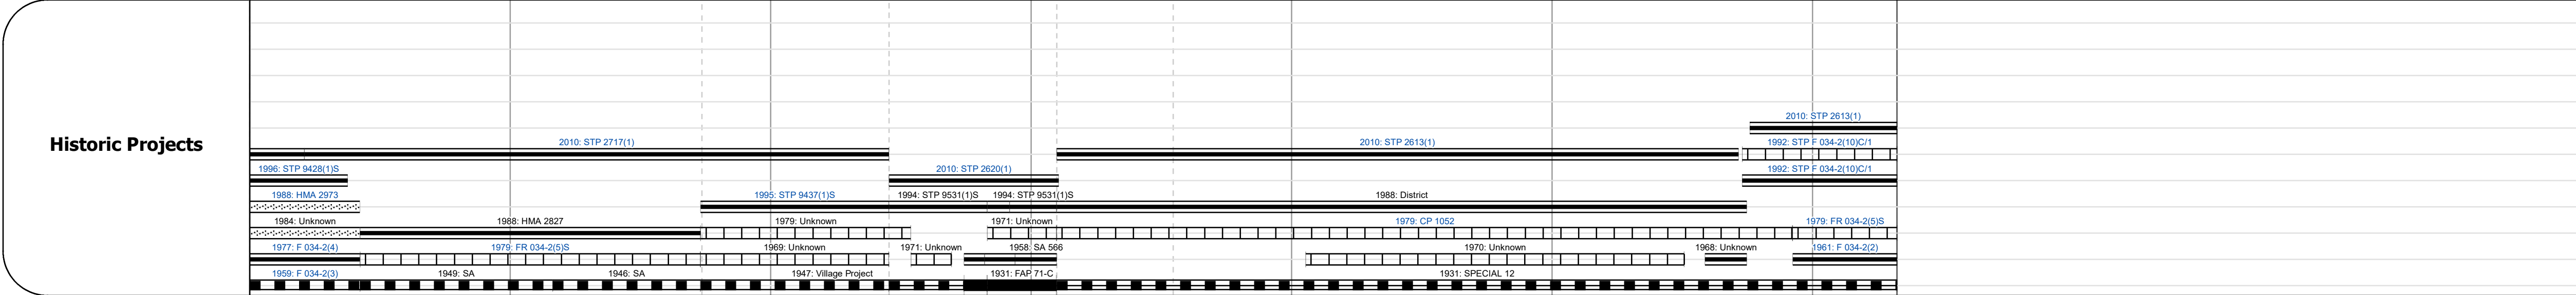 2010: STP 2613(1)
Historic Projects
2010: STP 2717(1)
2010: STP 2613(1)
1992: STP F 034-2(10)C/1
1996: STP 9428(1)S
2010: STP 2620(1)
1992: STP F 034-2(10)C/1
1988: HMA 2973
1995: STP 9437(1)S
1994: STP 9531(1)S
1994: STP 9531(1)S
1988: District
1984: Unknown
1988: HMA 2827
1979: Unknown
1971: Unknown
1979: CP 1052
1979: FR 034-2(5)S
1977: F 034-2(4)
1979: FR 034-2(5)S
1969: Unknown
1971: Unknown
1958: SA 566
1970: Unknown
1968: Unknown
1961: F 034-2(2)
1959: F 034-2(3)
1949: SA
1946: SA
1947: Village Project
1931: FAP 71-C
1931: SPECIAL 12